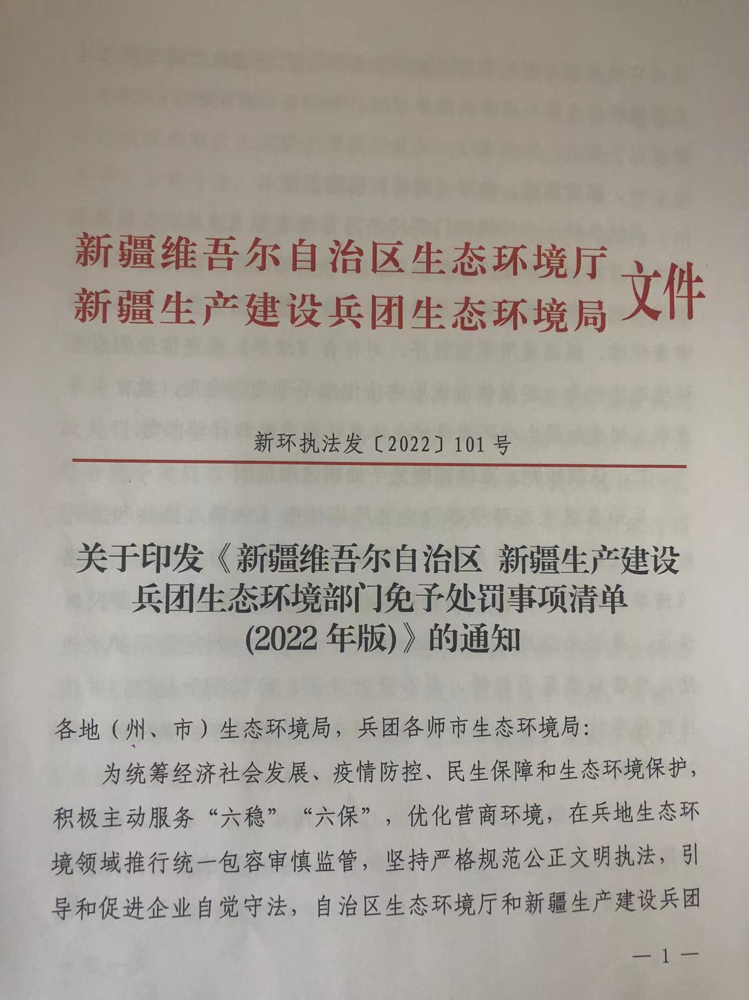 新疆维吾尔自治区生态环境厅
新疆生产建设兵团生态环境局
文件
新环执法发〔2022〕101号
关于印发《新疆维吾尔自治区 新疆生产建设
兵团生态环境部门免予处罚事项清单
(2022年版)》的通知
各地（州、市）生态环境局，兵团各师市生态环境局：
为统筹经济社会发展、疫情防控、民生保障和生态环境保护，
积极主动服务“六稳”“六保”，优化营商环境，在兵地生态环
境领域推行统一包容审慎监管，坚持严格规范公正文明执法，引
导和促进企业自觉守法，自治区生态环境厅和新疆生产建设兵团
— 1 —